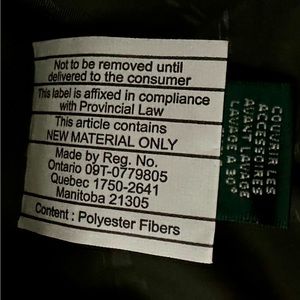 Not to be removed until
delivered to the consumer
This label is affixed in compliance
with Provincial Law
This article contains
NEW MATERIAL ONLY
Made by Reg. No.
Ontario 09T-0779805
Quebec 1750-2641
Manitoba 21305
Content : Polyester Fibers
COUVRIR LES
ACCESSOIRES
AVANT LAVAGE
LAVAGE A 30°